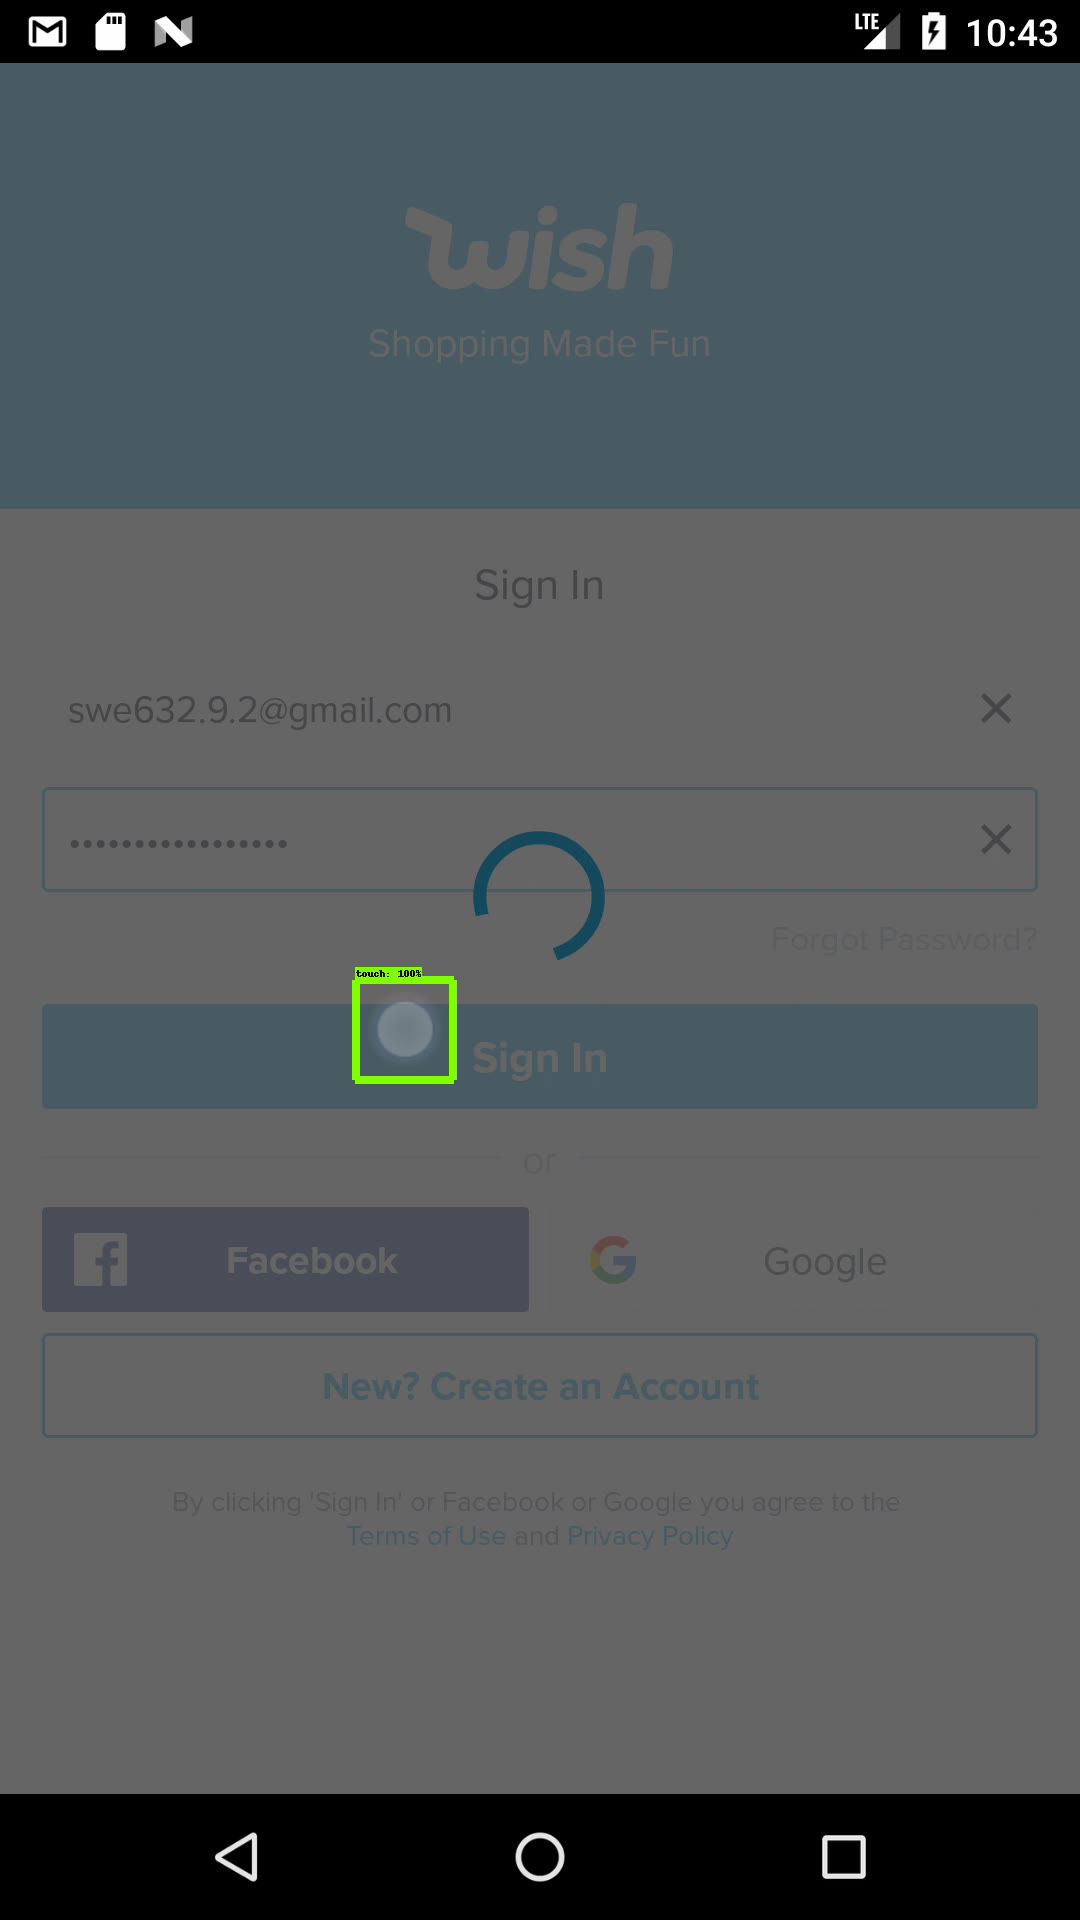 LTE 10:43
wish
Shopping Made Fun
Sign In
swe632.9.2@gmail.com
•••••••••••••••••
Forgot Password?
touch: 100%
Sign In
or
Facebook
Google
New? Create an Account
By clicking 'Sign In' or Facebook or Google you agree to the
Terms of Use and Privacy Policy